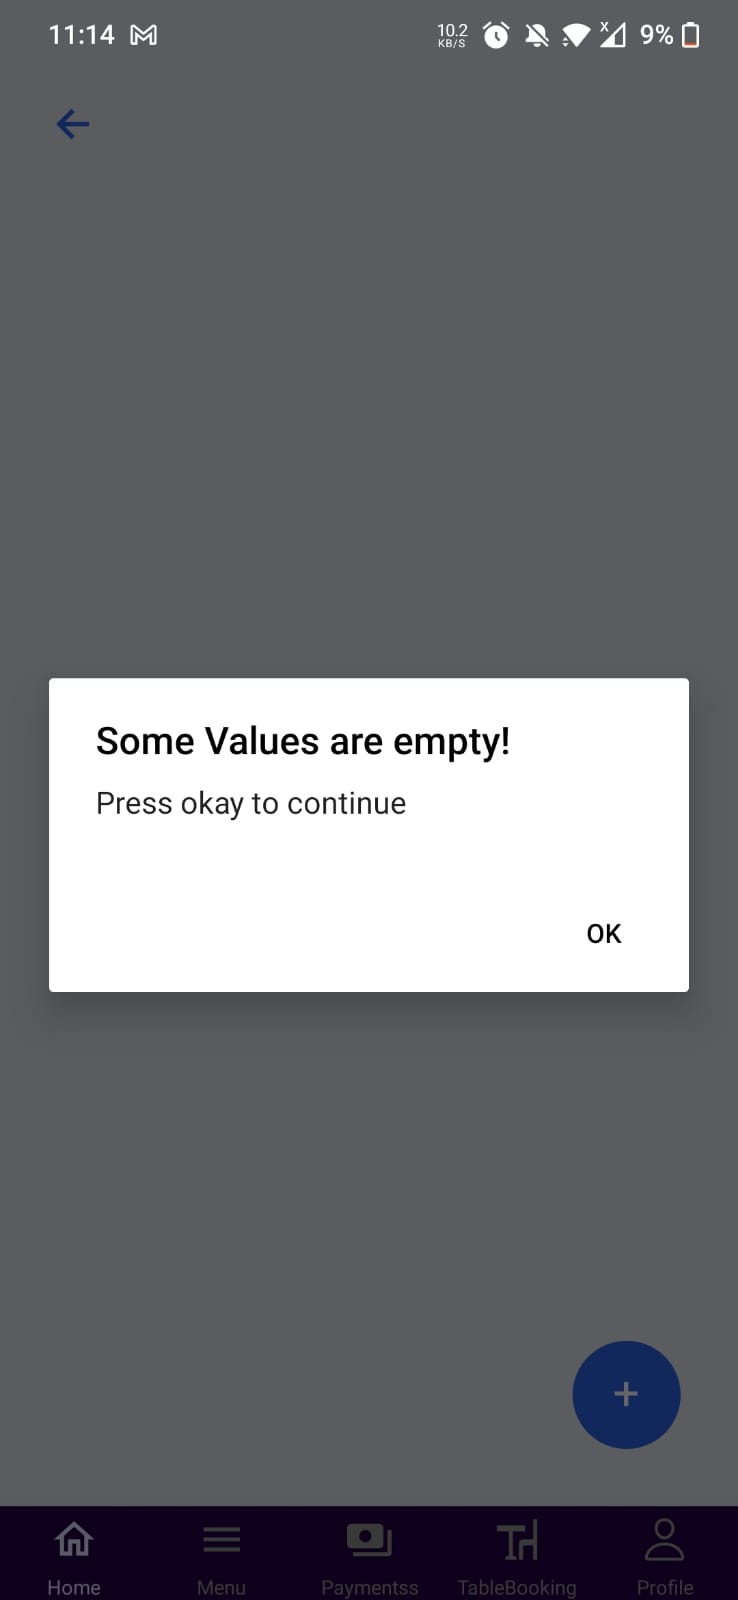 11:14
10.2
KB/S
X
9%
Some Values are empty!
Press okay to continue
OK
Home Menu Paymentss TableBooking Profile